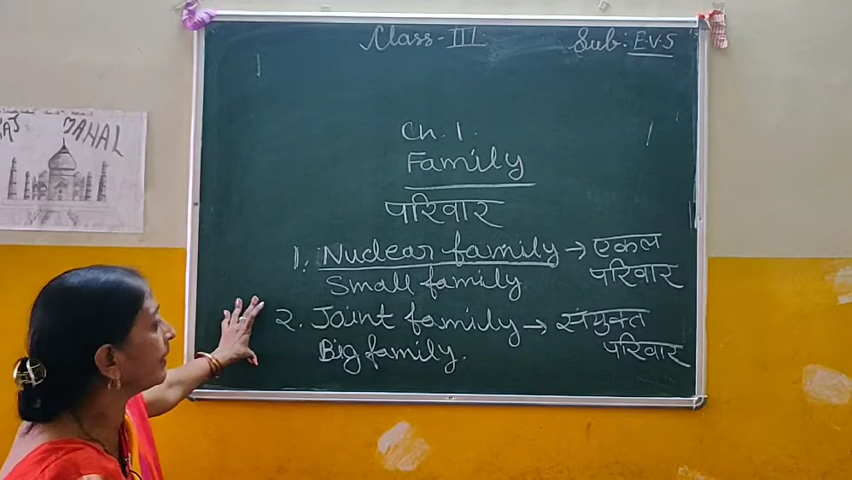 Class-III
Sub: E.V.S
MAHAL
Ch. 1.
Family
परिवार
1. Nuclear family → एकल
परिवार
Small family
2. Joint family → संयुक्त
परिवार
Big family.